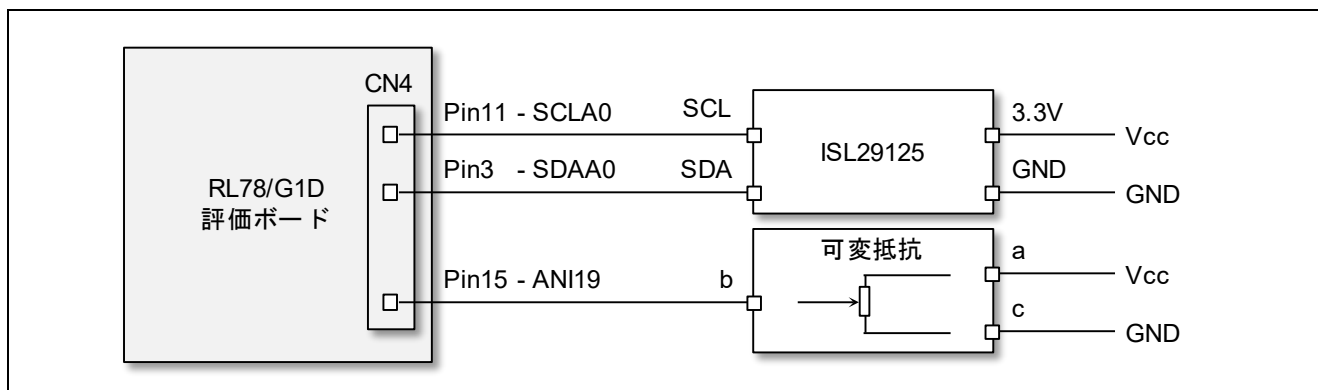 CN4
RL78/G1D
評価ボード
Pin11 - SCLA0
SCL
Pin3 - SDAA0
SDA
ISL29125
3.3V
Vcc
GND
GND
Pin15 - ANI19
b
可変抵抗
a
Vcc
c
GND